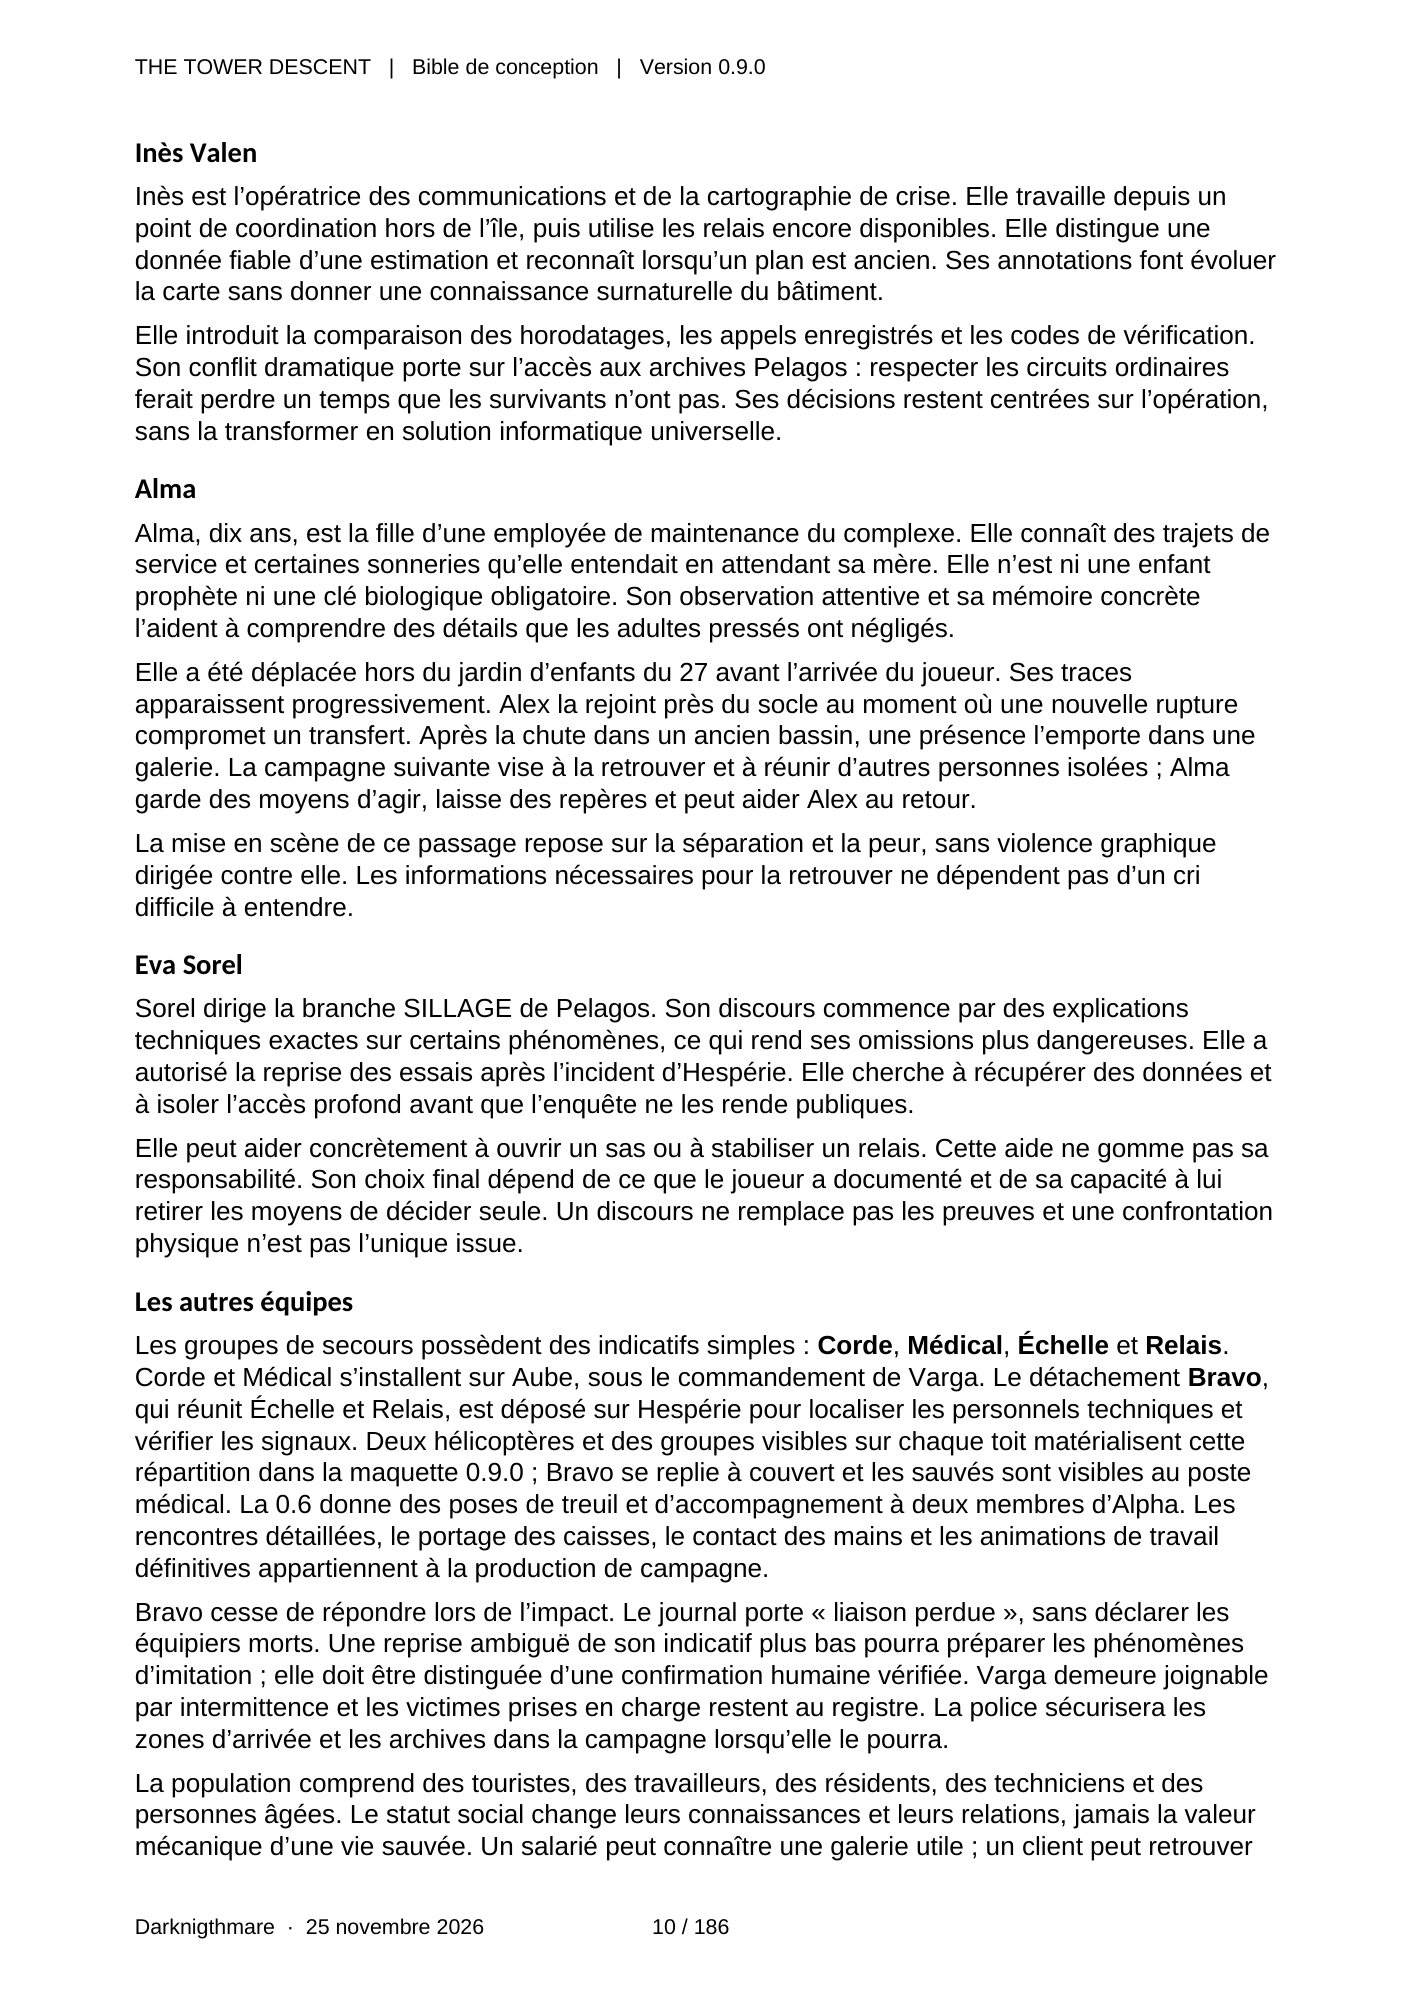 THE TOWER DESCENT | Bible de conception | Version 0.9.0
Inès Valen
Inès est l’opératrice des communications et de la cartographie de crise. Elle travaille depuis un
point de coordination hors de l’île, puis utilise les relais encore disponibles. Elle distingue une
donnée fiable d’une estimation et reconnaît lorsqu’un plan est ancien. Ses annotations font évoluer
la carte sans donner une connaissance surnaturelle du bâtiment.
Elle introduit la comparaison des horodatages, les appels enregistrés et les codes de vérification.
Son conflit dramatique porte sur l’accès aux archives Pelagos : respecter les circuits ordinaires
ferait perdre un temps que les survivants n’ont pas. Ses décisions restent centrées sur l’opération,
sans la transformer en solution informatique universelle.
Alma
Alma, dix ans, est la fille d’une employée de maintenance du complexe. Elle connaît des trajets de
service et certaines sonneries qu’elle entendait en attendant sa mère. Elle n’est ni une enfant
prophète ni une clé biologique obligatoire. Son observation attentive et sa mémoire concrète
l’aident à comprendre des détails que les adultes pressés ont négligés.
Elle a été déplacée hors du jardin d’enfants du 27 avant l’arrivée du joueur. Ses traces
apparaissent progressivement. Alex la rejoint près du socle au moment où une nouvelle rupture
compromet un transfert. Après la chute dans un ancien bassin, une présence l’emporte dans une
galerie. La campagne suivante vise à la retrouver et à réunir d’autres personnes isolées ; Alma
garde des moyens d’agir, laisse des repères et peut aider Alex au retour.
La mise en scène de ce passage repose sur la séparation et la peur, sans violence graphique
dirigée contre elle. Les informations nécessaires pour la retrouver ne dépendent pas d’un cri
difficile à entendre.
Eva Sorel
Sorel dirige la branche SILLAGE de Pelagos. Son discours commence par des explications
techniques exactes sur certains phénomènes, ce qui rend ses omissions plus dangereuses. Elle a
autorisé la reprise des essais après l’incident d’Hespérie. Elle cherche à récupérer des données et
à isoler l’accès profond avant que l’enquête ne les rende publiques.
Elle peut aider concrètement à ouvrir un sas ou à stabiliser un relais. Cette aide ne gomme pas sa
responsabilité. Son choix final dépend de ce que le joueur a documenté et de sa capacité à lui
retirer les moyens de décider seule. Un discours ne remplace pas les preuves et une confrontation
physique n’est pas l’unique issue.
Les autres équipes
Les groupes de secours possèdent des indicatifs simples : Corde, Médical, Échelle et Relais.
Corde et Médical s’installent sur Aube, sous le commandement de Varga. Le détachement Bravo,
qui réunit Échelle et Relais, est déposé sur Hespérie pour localiser les personnels techniques et
vérifier les signaux. Deux hélicoptères et des groupes visibles sur chaque toit matérialisent cette
répartition dans la maquette 0.9.0 ; Bravo se replie à couvert et les sauvés sont visibles au poste
médical. La 0.6 donne des poses de treuil et d’accompagnement à deux membres d’Alpha. Les
rencontres détaillées, le portage des caisses, le contact des mains et les animations de travail
définitives appartiennent à la production de campagne.
Bravo cesse de répondre lors de l’impact. Le journal porte « liaison perdue », sans déclarer les
équipiers morts. Une reprise ambiguë de son indicatif plus bas pourra préparer les phénomènes
d’imitation ; elle doit être distinguée d’une confirmation humaine vérifiée. Varga demeure joignable
par intermittence et les victimes prises en charge restent au registre. La police sécurisera les
zones d’arrivée et les archives dans la campagne lorsqu’elle le pourra.
La population comprend des touristes, des travailleurs, des résidents, des techniciens et des
personnes âgées. Le statut social change leurs connaissances et leurs relations, jamais la valeur
mécanique d’une vie sauvée. Un salarié peut connaître une galerie utile ; un client peut retrouver
Darknigthmare · 25 novembre 2026 10 / 186